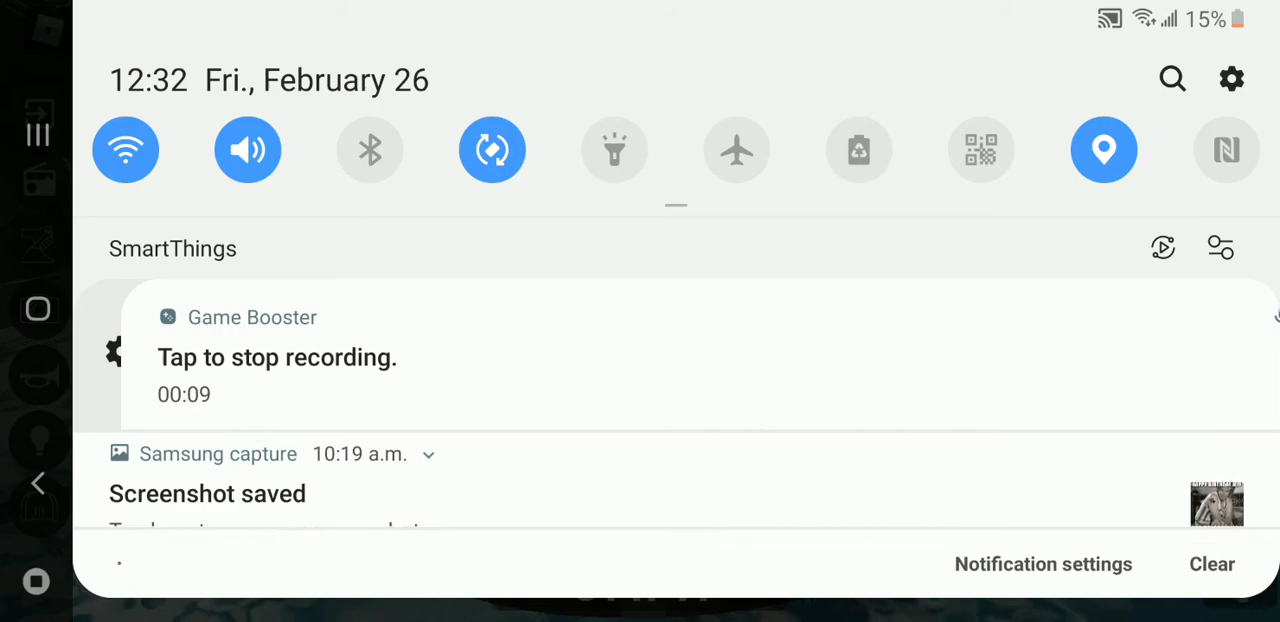 15%
12:32 Fri., February 26
SmartThings
Game Booster
Tap to stop recording.
00:09
Samsung capture 10:19 a.m.
Screenshot saved
Notification settings Clear